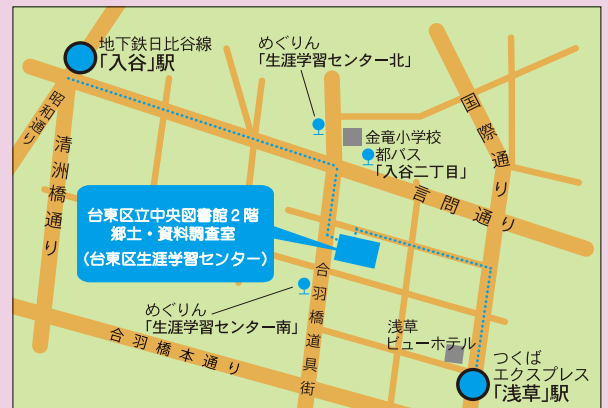 地下鉄日比谷線
「入谷」駅
めぐりん
「生涯学習センター北」
昭和通り
清洲橋通り
金竜小学校
都バス
「入谷二丁目」
国際通り
言問通り
台東区立中央図書館2階
郷土・資料調査室
(台東区生涯学習センター)
めぐりん
「生涯学習センター南」
合羽橋道具街
合羽橋本通り
浅草
ビューホテル
つくば
エクスプレス
「浅草」駅